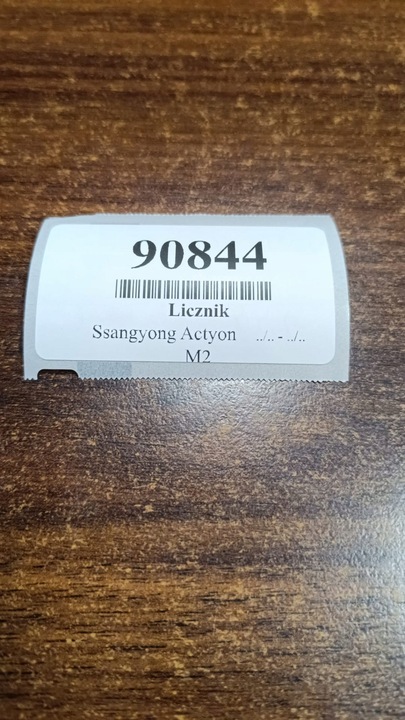 90844
Licznik
Ssangyong Actyon ../.. - ../..
M2